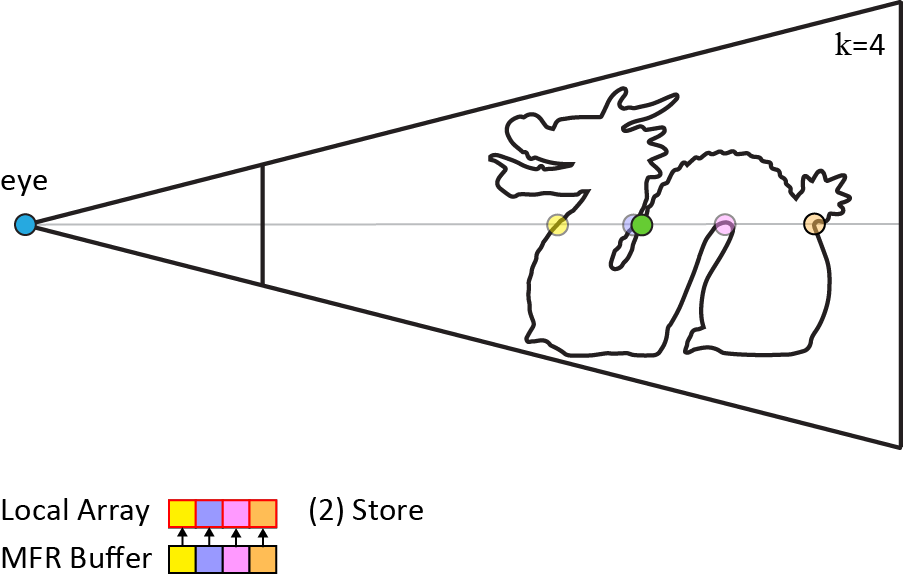 k=4
eye
Local Array (2) Store
MFR Buffer